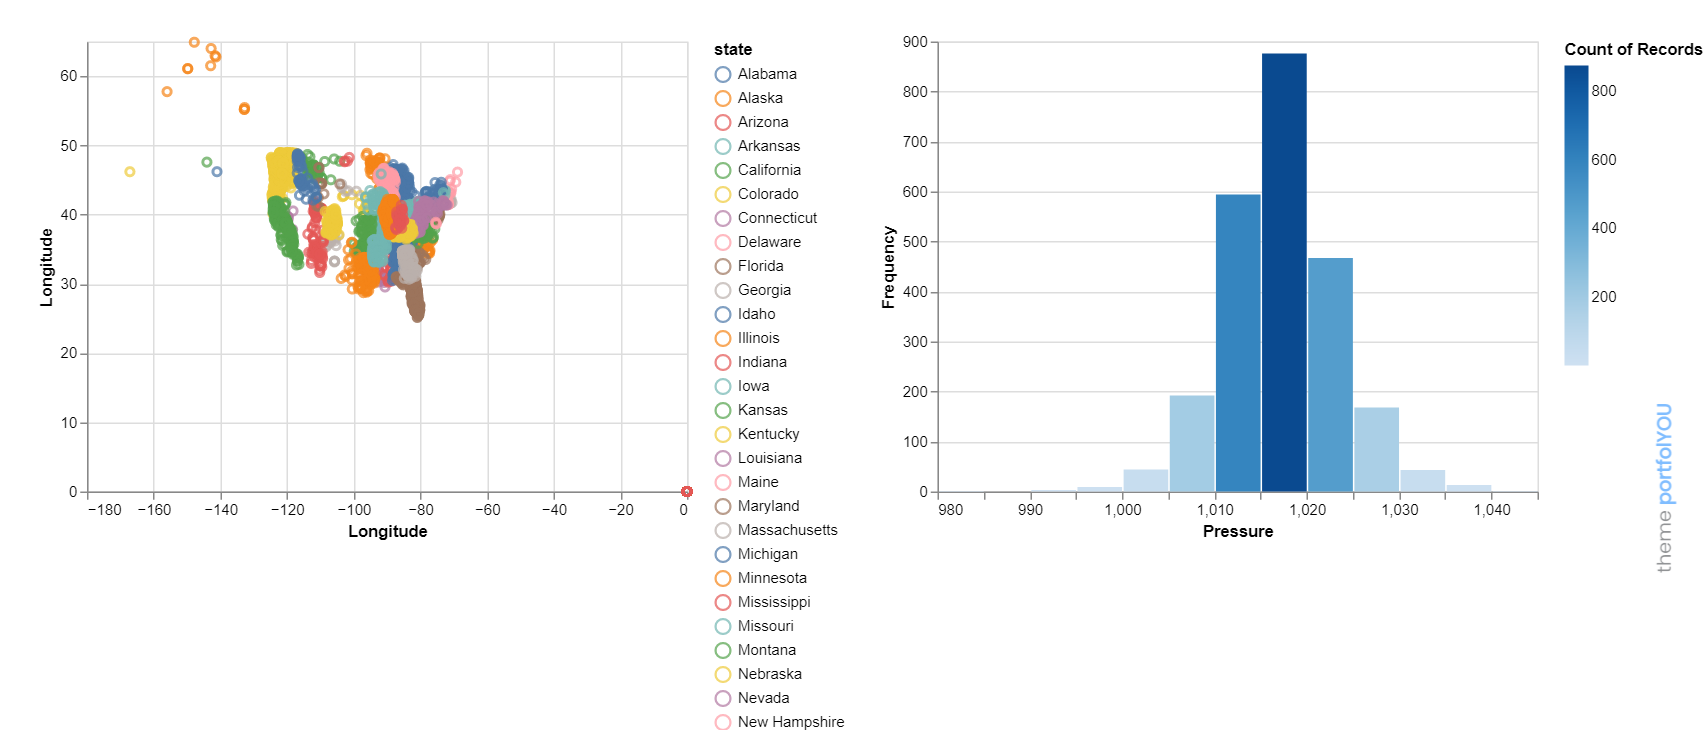 60
50
40
30
20
10
0
Longitude
−180 −160 −140 −120 −100 −80 −60 −40 −20 0
Longitude
state
Alabama
Alaska
Arizona
Arkansas
California
Colorado
Connecticut
Delaware
Florida
Georgia
Idaho
Illinois
Indiana
Iowa
Kansas
Kentucky
Louisiana
Maine
Maryland
Massachusetts
Michigan
Minnesota
Mississippi
Missouri
Montana
Nebraska
Nevada
New Hampshire
900
800
700
600
500
400
300
200
100
0
Frequency
980 990 1,000 1,010 1,020 1,030 1,040
Pressure
Count of Records
800
600
400
200
theme portfolYOU